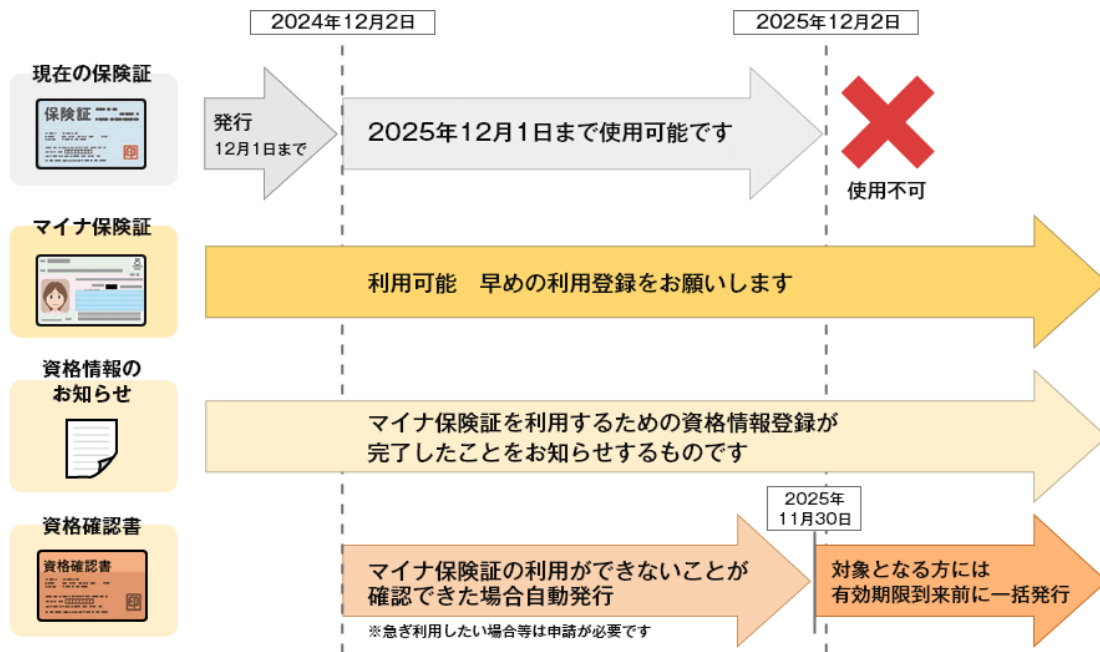 2024年12月2日
2025年12月2日
現在の保険証
保険証
発行
12月1日まで
2025年12月1日まで使用可能です
使用不可
マイナ保険証
利用可能　早めの利用登録をお願いします
資格情報の
お知らせ
マイナ保険証を利用するための資格情報登録が
完了したことをお知らせするものです
2025年
11月30日
資格確認書
資格確認書
印
マイナ保険証の利用ができないことが
確認できた場合自動発行
※急ぎ利用したい場合等は申請が必要です
対象となる方には
有効期限到来前に一括発行